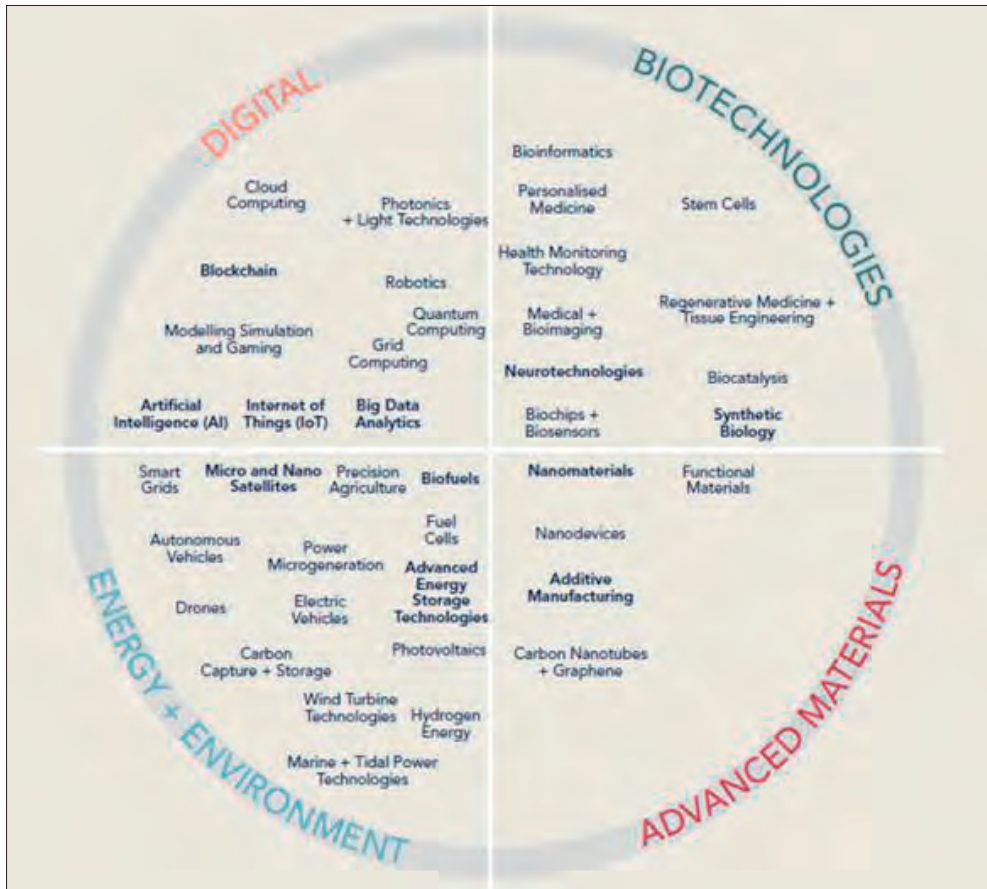 DIGITAL
Cloud
Computing
Photonics
+ Light Technologies
Blockchain
Robotics
Quantum
Computing
Modelling Simulation
and Gaming
Grid
Computing
Artificial
Intelligence (AI)
Internet of
Things (IoT)
Big Data
Analytics
BIOTECHNOLOGIES
Bioinformatics
Personalised
Medicine
Stem Cells
Health Monitoring
Technology
Medical +
Bioimaging
Regenerative Medicine +
Tissue Engineering
Neurotechnologies
Biocatalysis
Biochips +
Biosensors
Synthetic
Biology
ENERGY + ENVIRONMENT
Smart
Grids
Micro and Nano
Satellites
Precision
Agriculture
Biofuels
Fuel
Cells
Autonomous
Vehicles
Power
Microgeneration
Advanced
Energy
Storage
Technologies
Drones
Electric
Vehicles
Carbon
Capture + Storage
Photovoltaics
Wind Turbine
Technologies
Hydrogen
Energy
Marine + Tidal Power
Technologies
ADVANCED MATERIALS
Nanomaterials
Functional
Materials
Nanodevices
Additive
Manufacturing
Carbon Nanotubes
+ Graphene